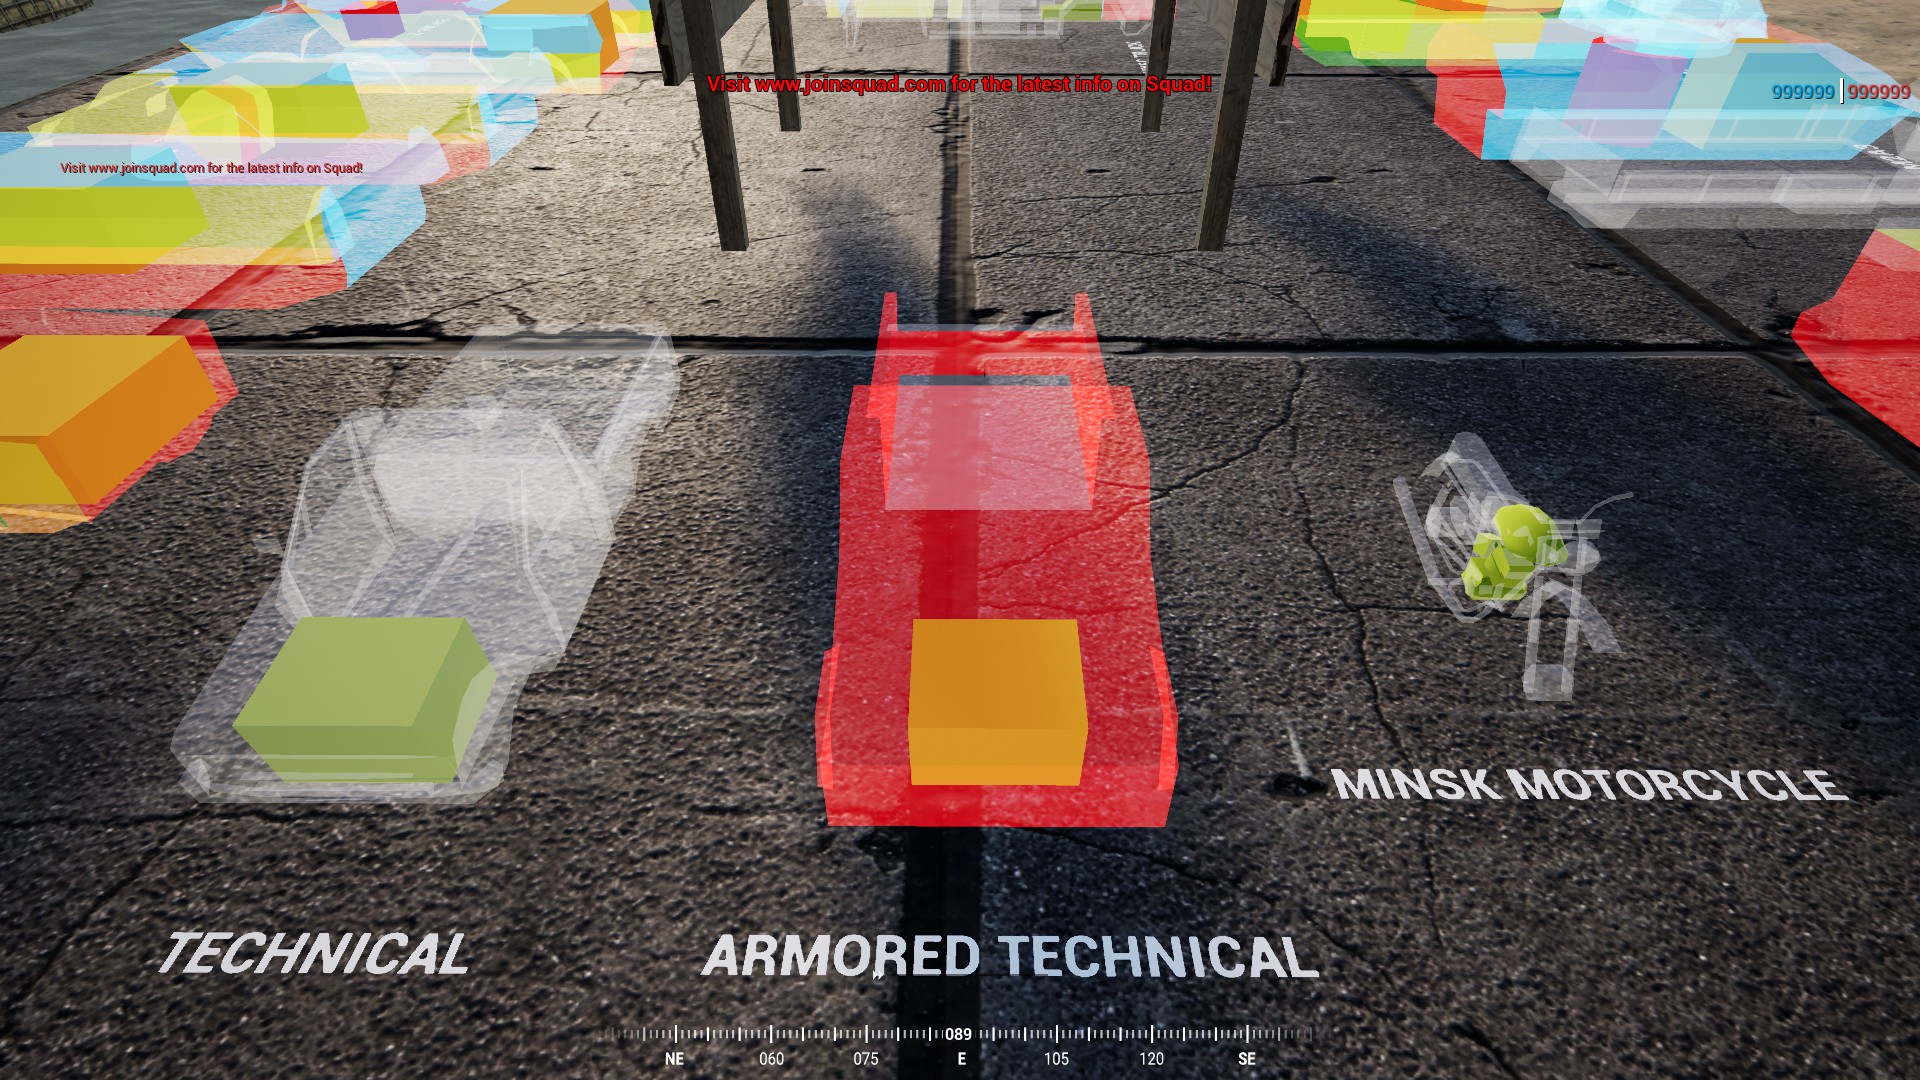 Visit www.joinsquad.com for the latest info on Squad!
999999 | 999999
Visit www.joinsquad.com for the latest info on Squad!
MINSK MOTORCYCLE
TECHNICAL
ARMORED TECHNICAL
089
NE 060 075 E 105 120 SE